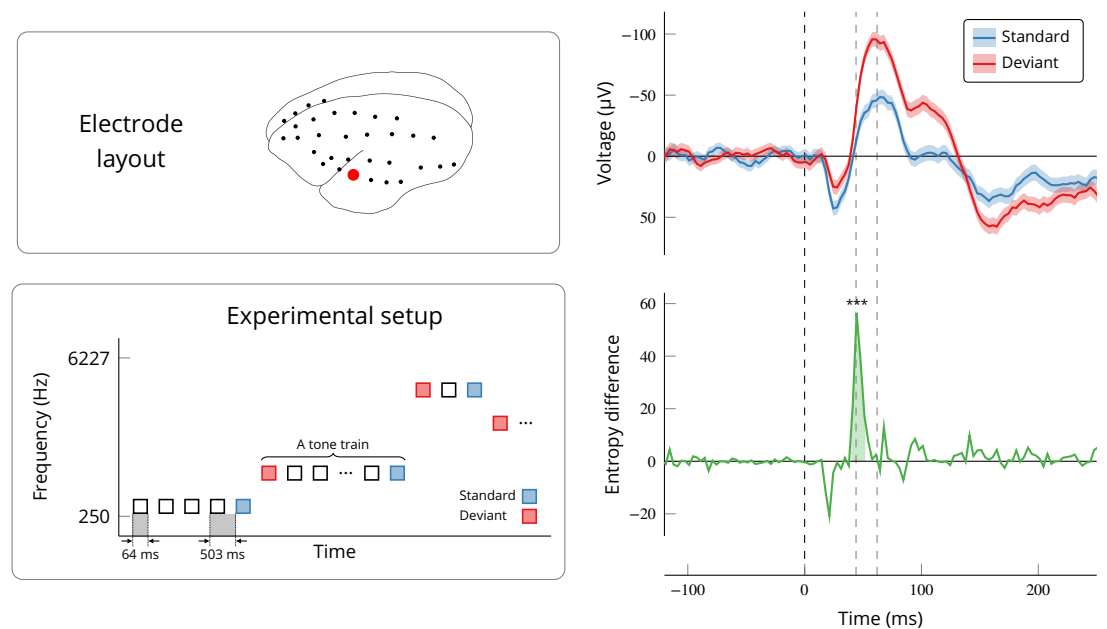 Electrode
layout
Experimental setup
Frequency (Hz)
6227
250
A tone train
...
...
Standard
Deviant
64 ms
503 ms
Time
Voltage (μV)
−100
−50
0
50
Standard
Deviant
Entropy difference
60
40
20
0
−20
***
−100
0
100
200
Time (ms)